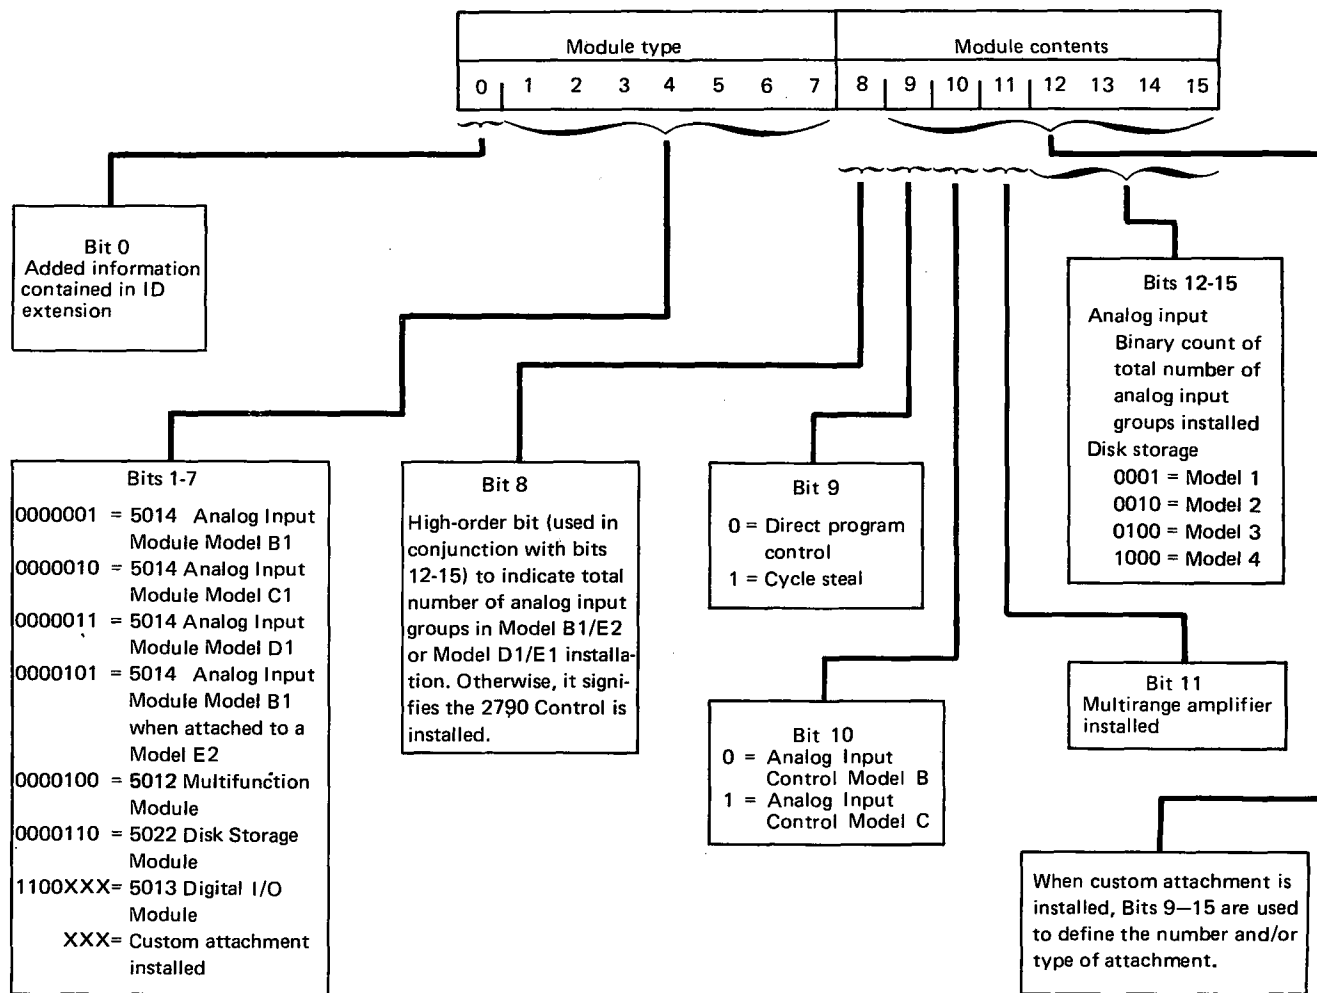 Module type
Module contents
0 1 2 3 4 5 6 7 8 9 10 11 12 13 14 15
Bit 0
Added information
contained in ID
extension
Bits 1-7
0000001 = 5014 Analog Input
Module Model B1
0000010 = 5014 Analog Input
Module Model C1
0000011 = 5014 Analog Input
Module Model D1
0000101 = 5014 Analog Input
Module Model B1
when attached to a
Model E2
0000100 = 5012 Multifunction
Module
0000110 = 5022 Disk Storage
Module
1100XXX= 5013 Digital I/O
Module
XXX= Custom attachment
installed
Bit 8
High-order bit (used in
conjunction with bits
12-15) to indicate total
number of analog input
groups in Model B1/E2
or Model D1/E1 installa-
tion. Otherwise, it signi-
fies the 2790 Control is
installed.
Bit 9
0 = Direct program
control
1 = Cycle steal
Bit 10
0 = Analog Input
Control Model B
1 = Analog Input
Control Model C
Bits 12-15
Analog input
Binary count of
total number of
analog input
groups installed
Disk storage
0001 = Model 1
0010 = Model 2
0100 = Model 3
1000 = Model 4
Bit 11
Multirange amplifier
installed
When custom attachment is
installed, Bits 9–15 are used
to define the number and/or
type of attachment.